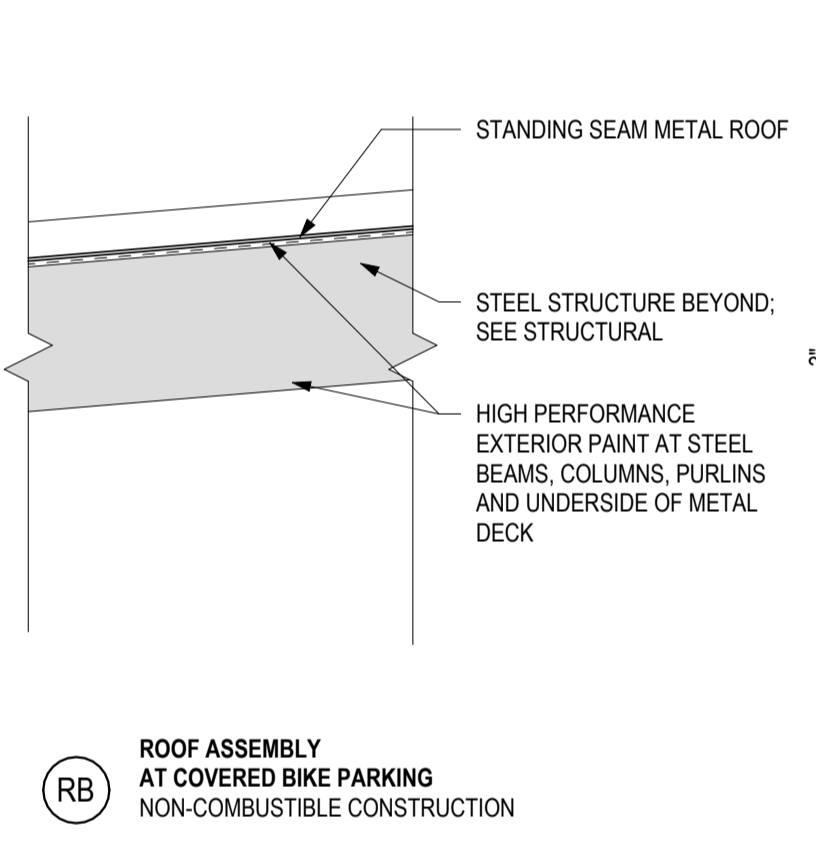 STANDING SEAM METAL ROOF
STEEL STRUCTURE BEYOND;
SEE STRUCTURAL
HIGH PERFORMANCE
EXTERIOR PAINT AT STEEL
BEAMS, COLUMNS, PURLINS
AND UNDERSIDE OF METAL
DECK
RB
ROOF ASSEMBLY
AT COVERED BIKE PARKING
NON-COMBUSTIBLE CONSTRUCTION